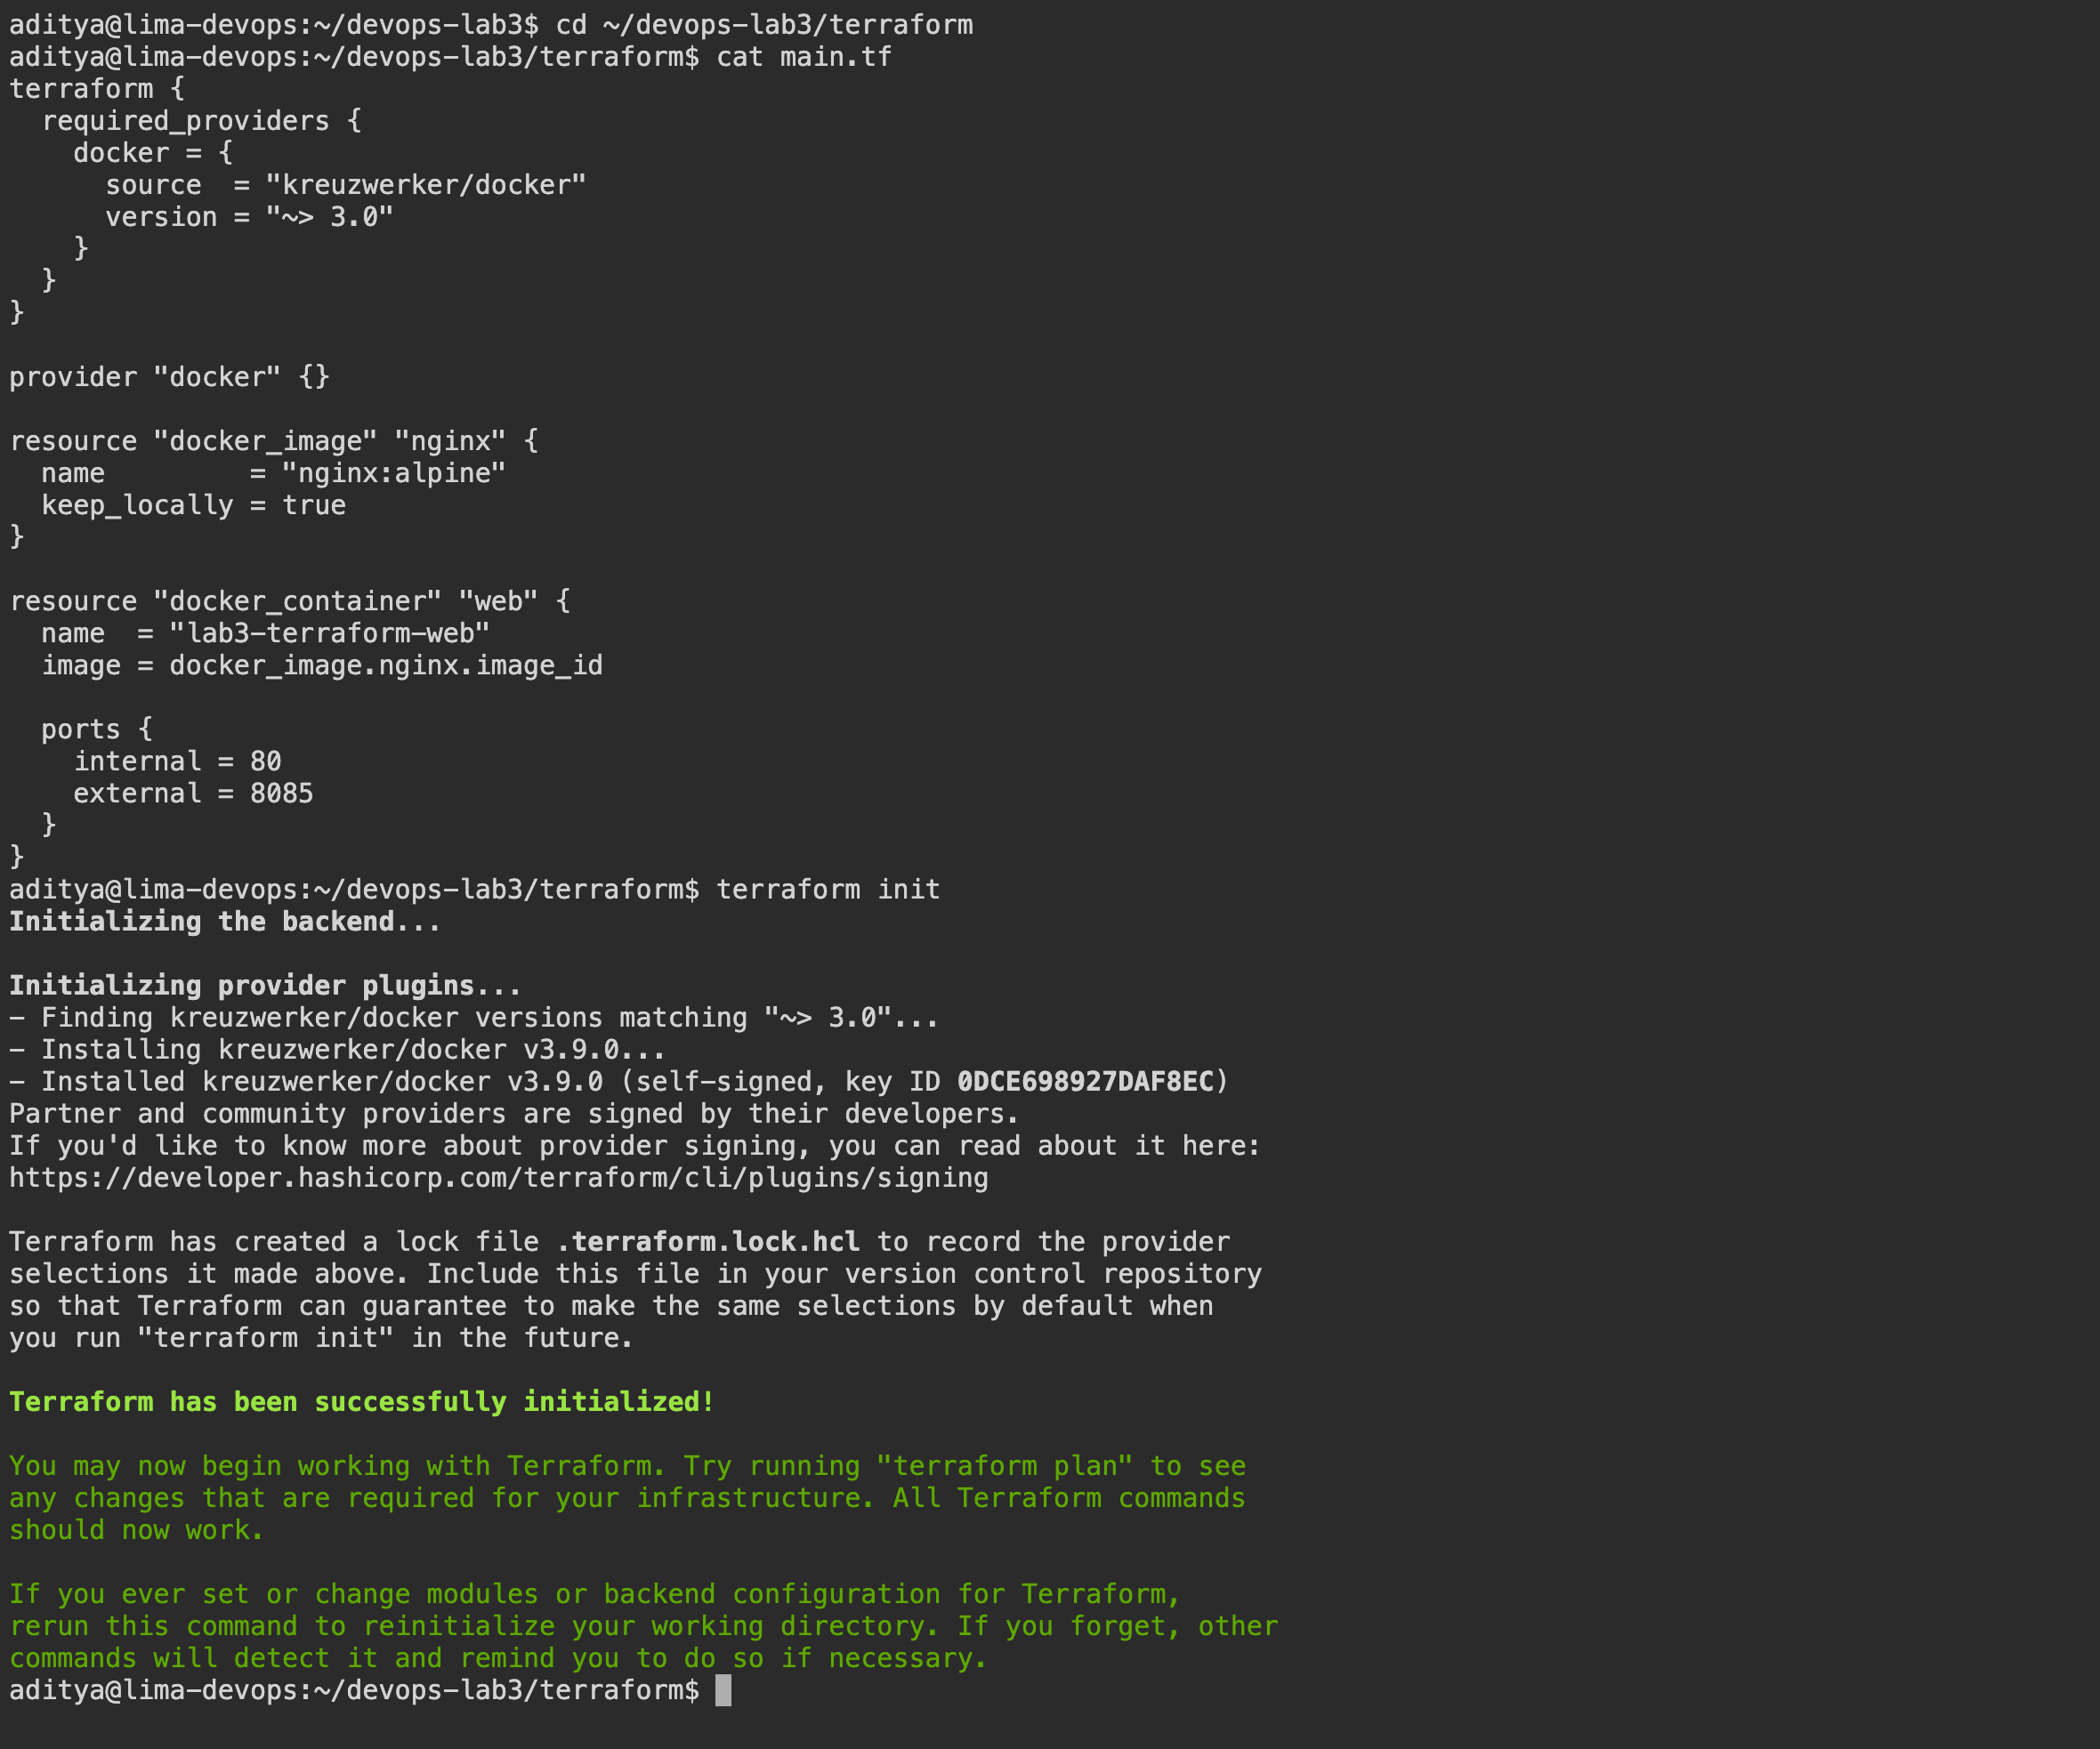 aditya@lima-devops:~/devops-lab3$ cd ~/devops-lab3/terraform
aditya@lima-devops:~/devops-lab3/terraform$ cat main.tf
terraform {
  required_providers {
    docker = {
      source  = "kreuzwerker/docker"
      version = "~> 3.0"
    }
  }
}

provider "docker" {}

resource "docker_image" "nginx" {
  name         = "nginx:alpine"
  keep_locally = true
}

resource "docker_container" "web" {
  name  = "lab3-terraform-web"
  image = docker_image.nginx.image_id

  ports {
    internal = 80
    external = 8085
  }
}
aditya@lima-devops:~/devops-lab3/terraform$ terraform init
Initializing the backend...

Initializing provider plugins...
- Finding kreuzwerker/docker versions matching "~> 3.0"...
- Installing kreuzwerker/docker v3.9.0...
- Installed kreuzwerker/docker v3.9.0 (self-signed, key ID 0DCE698927DAF8EC)
Partner and community providers are signed by their developers.
If you'd like to know more about provider signing, you can read about it here:
https://developer.hashicorp.com/terraform/cli/plugins/signing

Terraform has created a lock file .terraform.lock.hcl to record the provider
selections it made above. Include this file in your version control repository
so that Terraform can guarantee to make the same selections by default when
you run "terraform init" in the future.

Terraform has been successfully initialized!

You may now begin working with Terraform. Try running "terraform plan" to see
any changes that are required for your infrastructure. All Terraform commands
should now work.

If you ever set or change modules or backend configuration for Terraform,
rerun this command to reinitialize your working directory. If you forget, other
commands will detect it and remind you to do so if necessary.
aditya@lima-devops:~/devops-lab3/terraform$